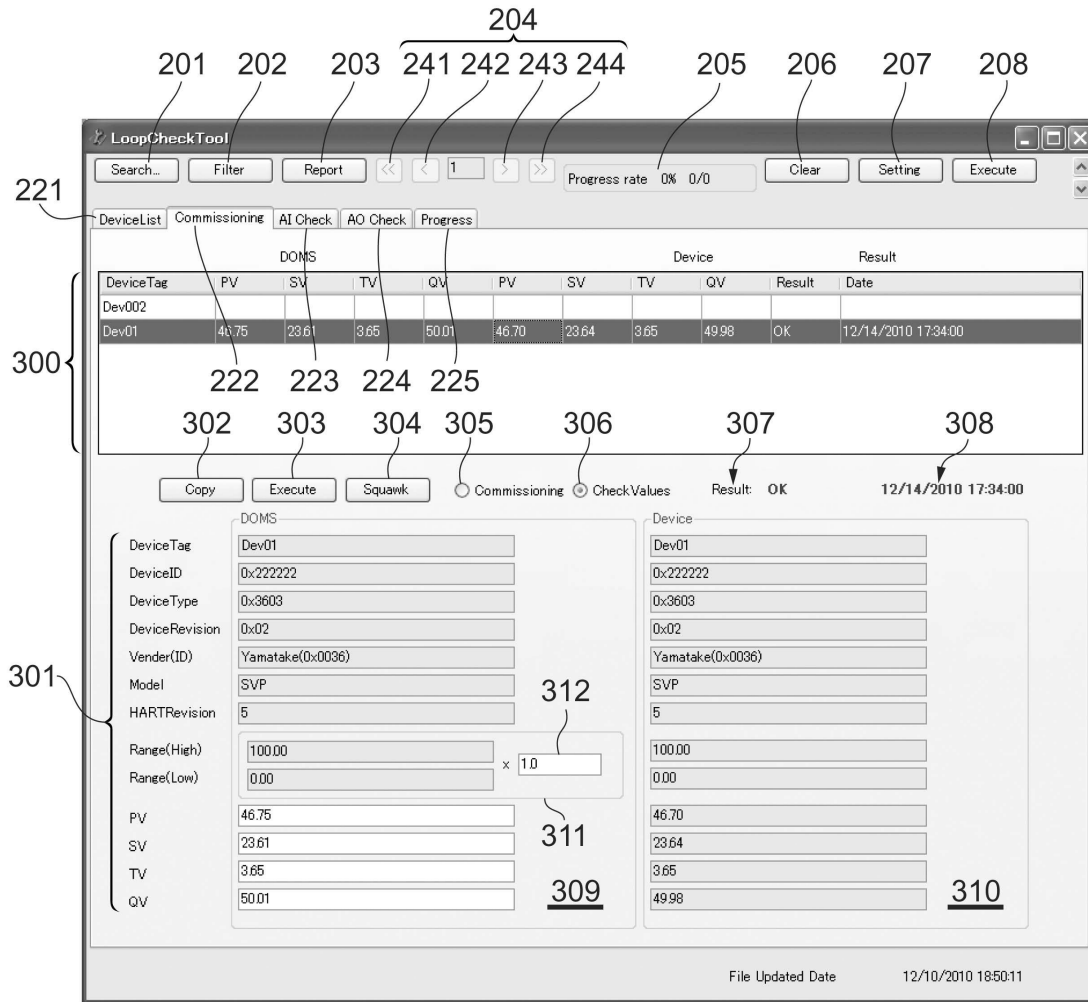 204
201 202 203 241 242 243 244 205 206 207 208
LoopCheckTool
Search... Filter Report << < 1 > >> Progress rate 0% 0/0 Clear Setting Execute
221
DeviceList Commissioning AI Check AO Check Progress
DOMS Device Result
DeviceTag PV SV TV QV PV SV TV QV Result Date
Dev002
Dev01 46.75 23.61 3.65 50.01 46.70 23.64 3.65 49.98 OK 12/14/2010 17:34:00
300
222 223 224 225
302 303 304 305 306 307 308
Copy Execute Squawk Commissioning CheckValues Result: OK 12/14/2010 17:34:00
DOMS Device
DeviceTag Dev01 Dev01
DeviceID 0x222222 0x222222
DeviceType 0x3603 0x3603
DeviceRevision 0x02 0x02
Vender(ID) Yamatake(0x0036) Yamatake(0x0036)
301
Model SVP SVP
312
HARTRevision 5 5
Range(High) 100.00 100.00
x 1.0
Range(Low) 0.00 0.00
PV 46.75 46.70
311
SV 23.61 23.64
TV 3.65 3.65
QV 50.01 49.98
309 310
File Updated Date 12/10/2010 18:50:11